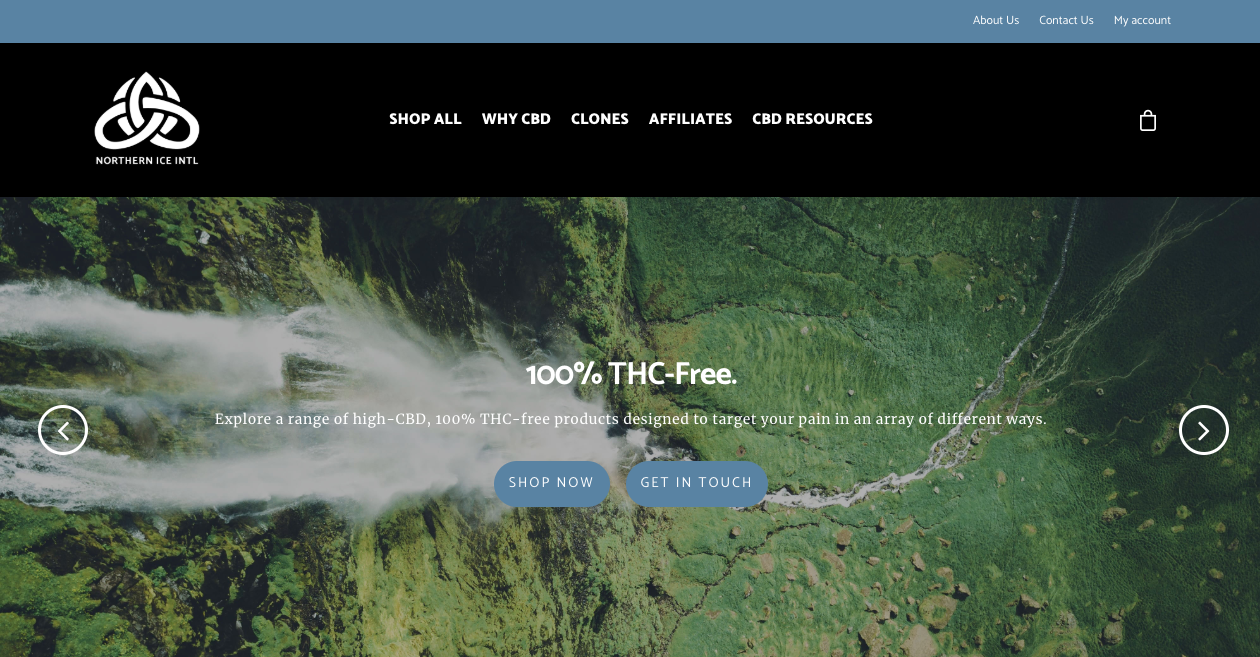 About Us Contact Us My account
NORTHERN ICE INTL
SHOP ALL WHY CBD CLONES AFFILIATES CBD RESOURCES
100% THC-Free.
Explore a range of high-CBD, 100% THC-free products designed to target your pain in an array of different ways.
SHOP NOW GET IN TOUCH